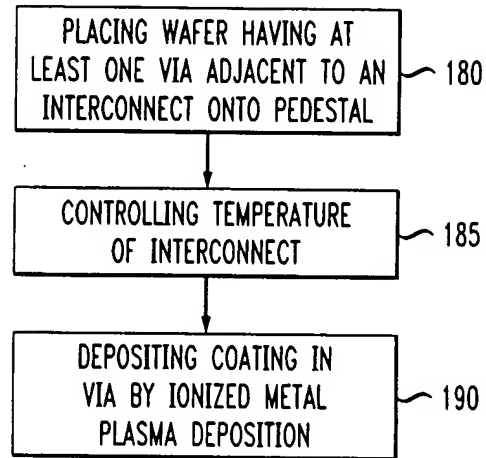 PLACING WAFER HAVING AT
LEAST ONE VIA ADJACENT TO AN
INTERCONNECT ONTO PEDESTAL
180
CONTROLLING TEMPERATURE
OF INTERCONNECT
185
DEPOSITING COATING IN
VIA BY IONIZED METAL
PLASMA DEPOSITION
190